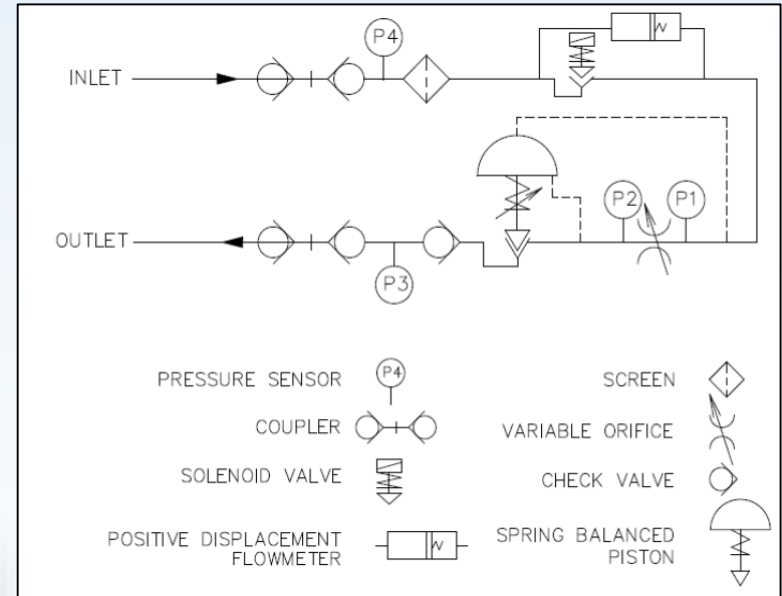 P4
INLET
P2
P1
OUTLET
P3
PRESSURE SENSOR
P4
COUPLER
SOLENOID VALVE
POSITIVE DISPLACEMENT
FLOWMETER
SCREEN
VARIABLE ORIFICE
CHECK VALVE
SPRING BALANCED
PISTON